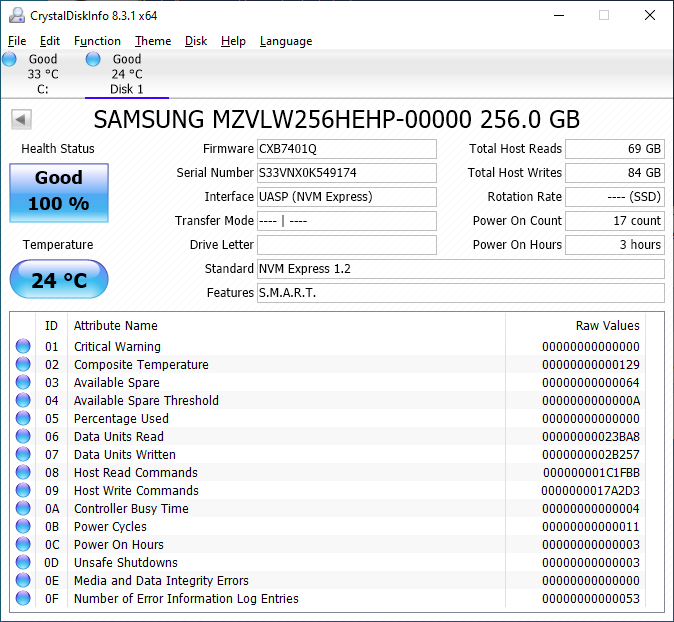 CrystalDiskInfo 8.3.1 x64
File Edit Function Theme Disk Help Language
Good Good
33 °C 24 °C
C: Disk 1
SAMSUNG MZVLW256HEHP-00000 256.0 GB
Health Status
Good
100 %
Temperature
24 °C
Firmware CXB7401Q
Serial Number S33VNX0K549174
Interface UASP (NVM Express)
Transfer Mode ---- | ----
Drive Letter
Standard NVM Express 1.2
Features S.M.A.R.T.
Total Host Reads 69 GB
Total Host Writes 84 GB
Rotation Rate ---- (SSD)
Power On Count 17 count
Power On Hours 3 hours
ID Attribute Name Raw Values
01 Critical Warning 00000000000000
02 Composite Temperature 00000000000129
03 Available Spare 00000000000064
04 Available Spare Threshold 0000000000000A
05 Percentage Used 00000000000000
06 Data Units Read 00000000023BA8
07 Data Units Written 0000000002B257
08 Host Read Commands 000000001C1FBB
09 Host Write Commands 0000000017A2D3
0A Controller Busy Time 00000000000004
0B Power Cycles 00000000000011
0C Power On Hours 00000000000003
0D Unsafe Shutdowns 00000000000003
0E Media and Data Integrity Errors 00000000000000
0F Number of Error Information Log Entries 00000000000053